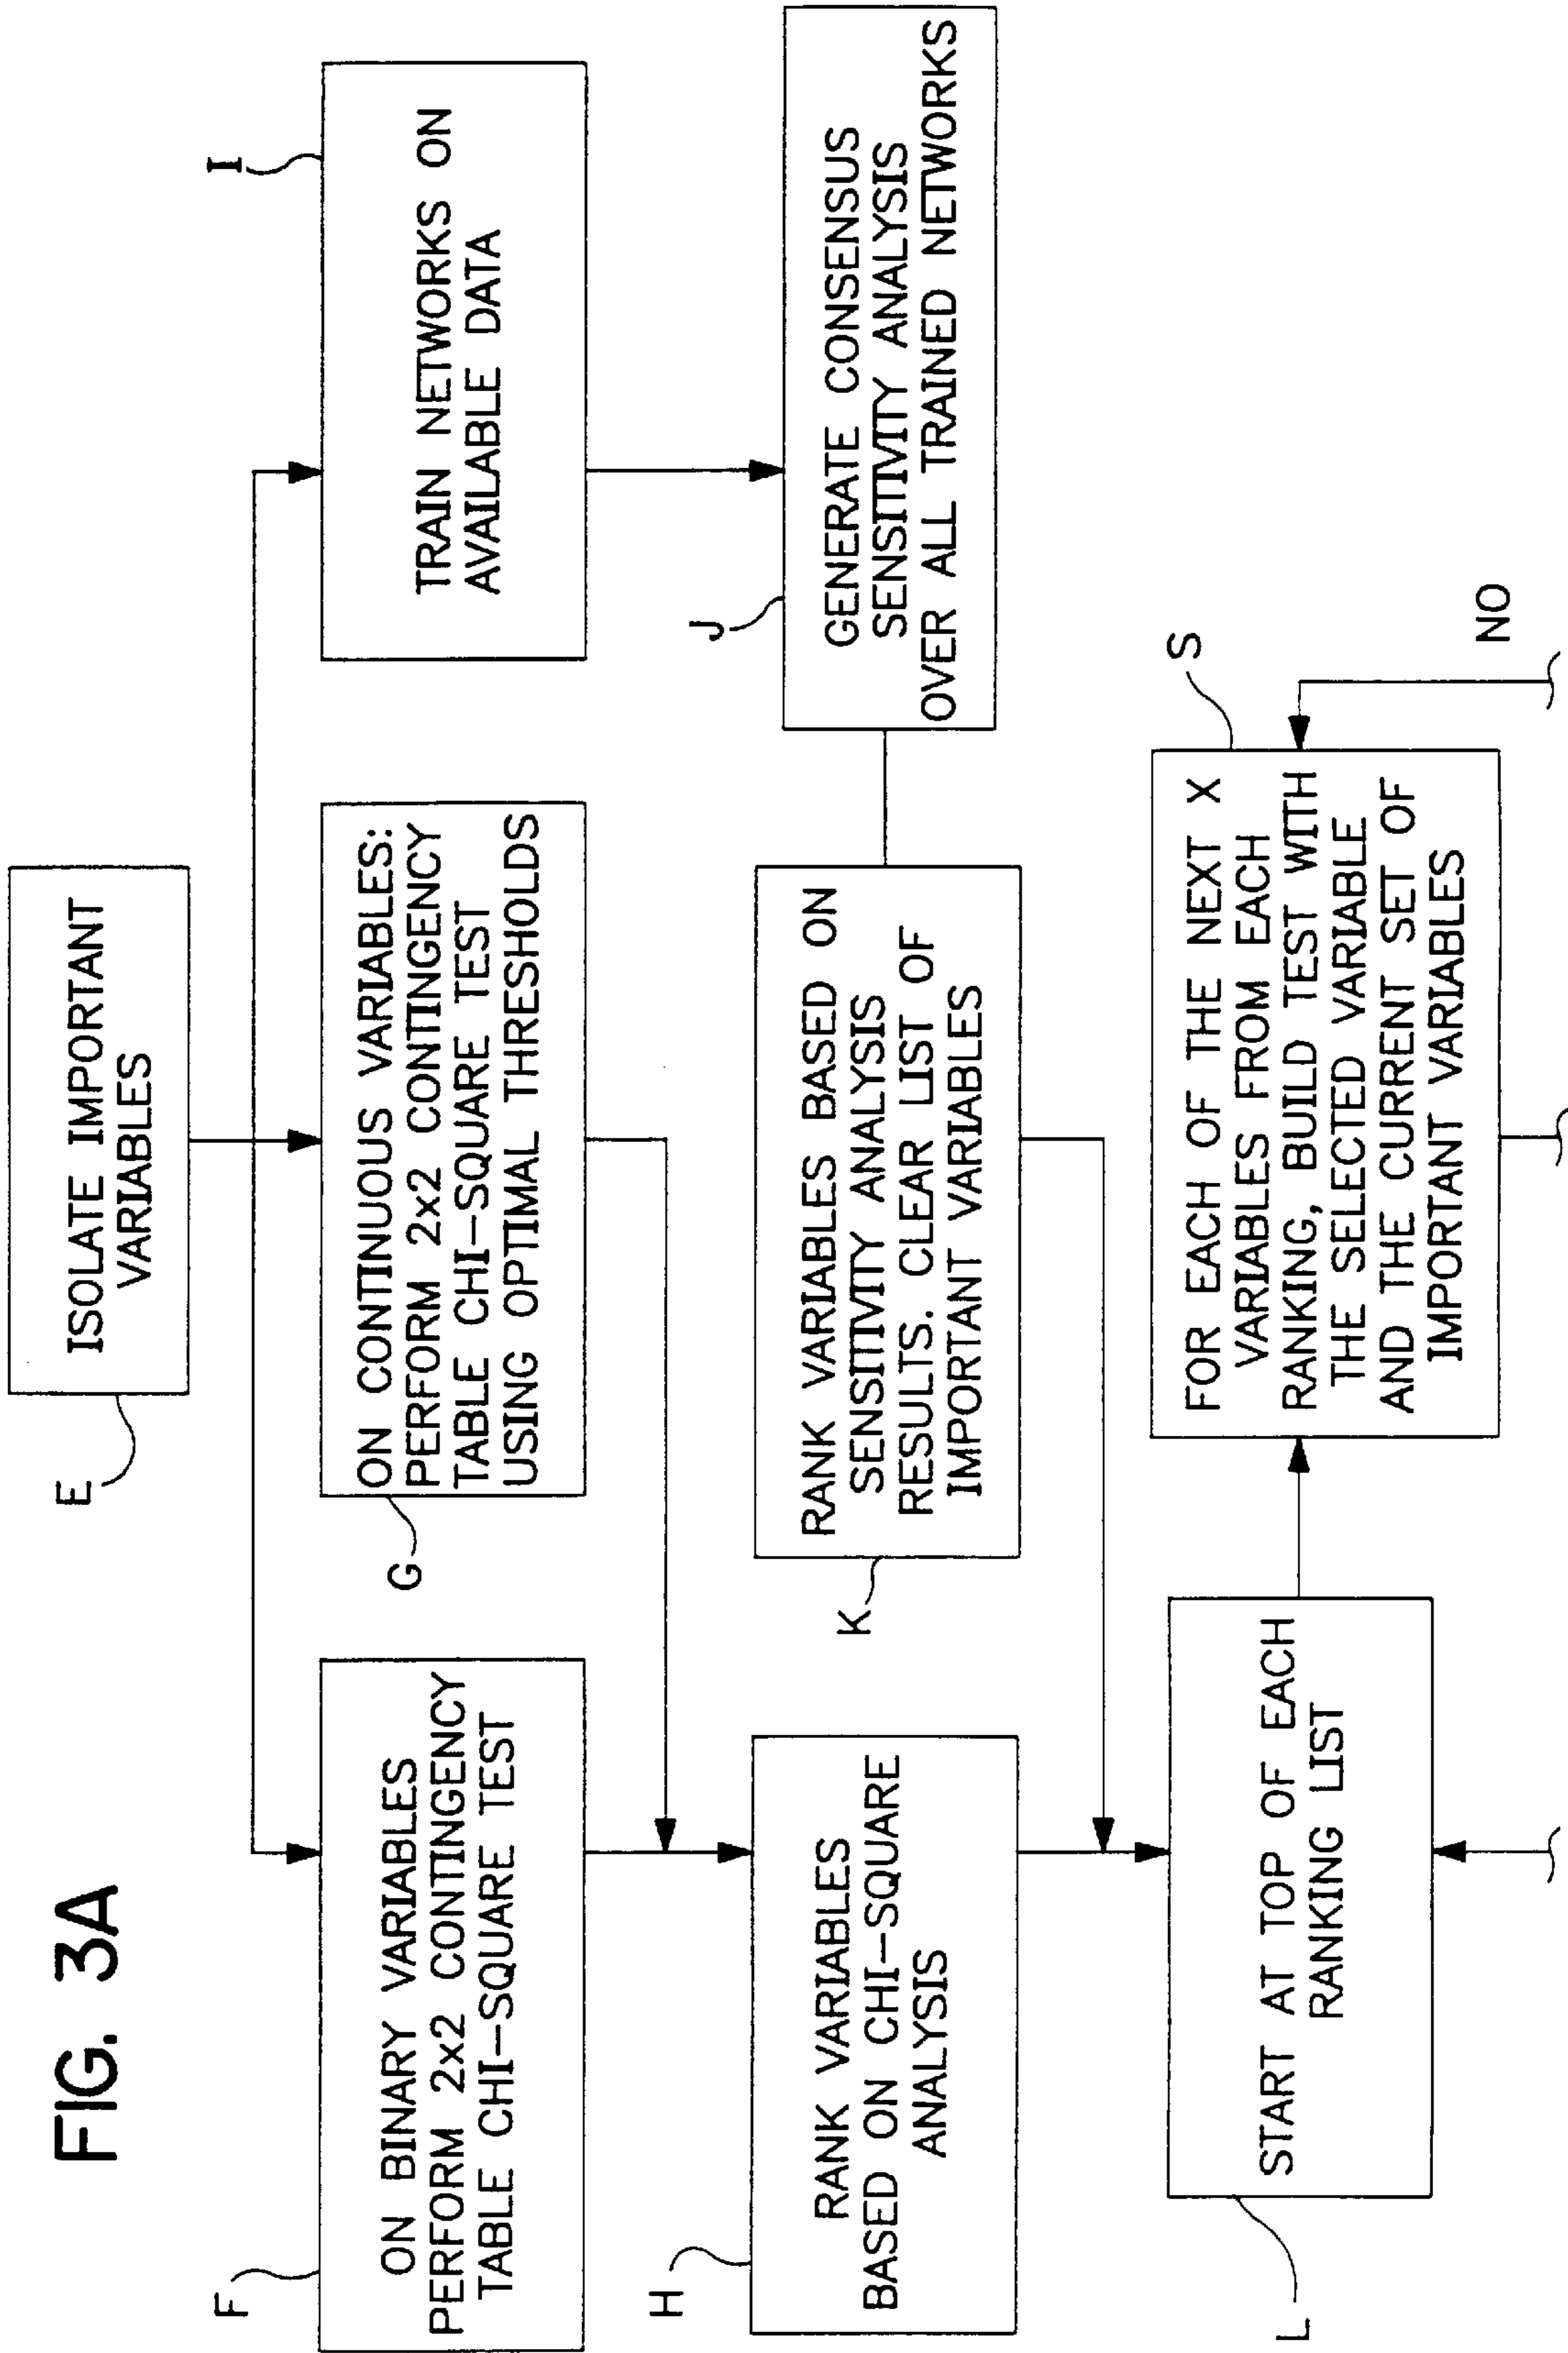 FIG. 3A
E
ISOLATE IMPORTANT
VARIABLES
F
ON BINARY VARIABLES
PERFORM 2x2 CONTINGENCY
TABLE CHI-SQUARE TEST
G
ON CONTINUOUS VARIABLES:
PERFORM 2x2 CONTINGENCY
TABLE CHI-SQUARE TEST
USING OPTIMAL THRESHOLDS
I
TRAIN NETWORKS ON
AVAILABLE DATA
H
RANK VARIABLES
BASED ON CHI-SQUARE
ANALYSIS
K
RANK VARIABLES BASED ON
SENSITIVITY ANALYSIS
RESULTS. CLEAR LIST OF
IMPORTANT VARIABLES
J
GENERATE CONSENSUS
SENSITIVITY ANALYSIS
OVER ALL TRAINED NETWORKS
L
START AT TOP OF EACH
RANKING LIST
S
FOR EACH OF THE NEXT X
VARIABLES FROM EACH
RANKING, BUILD TEST WITH
THE SELECTED VARIABLE
AND THE CURRENT SET OF
IMPORTANT VARIABLES
NO